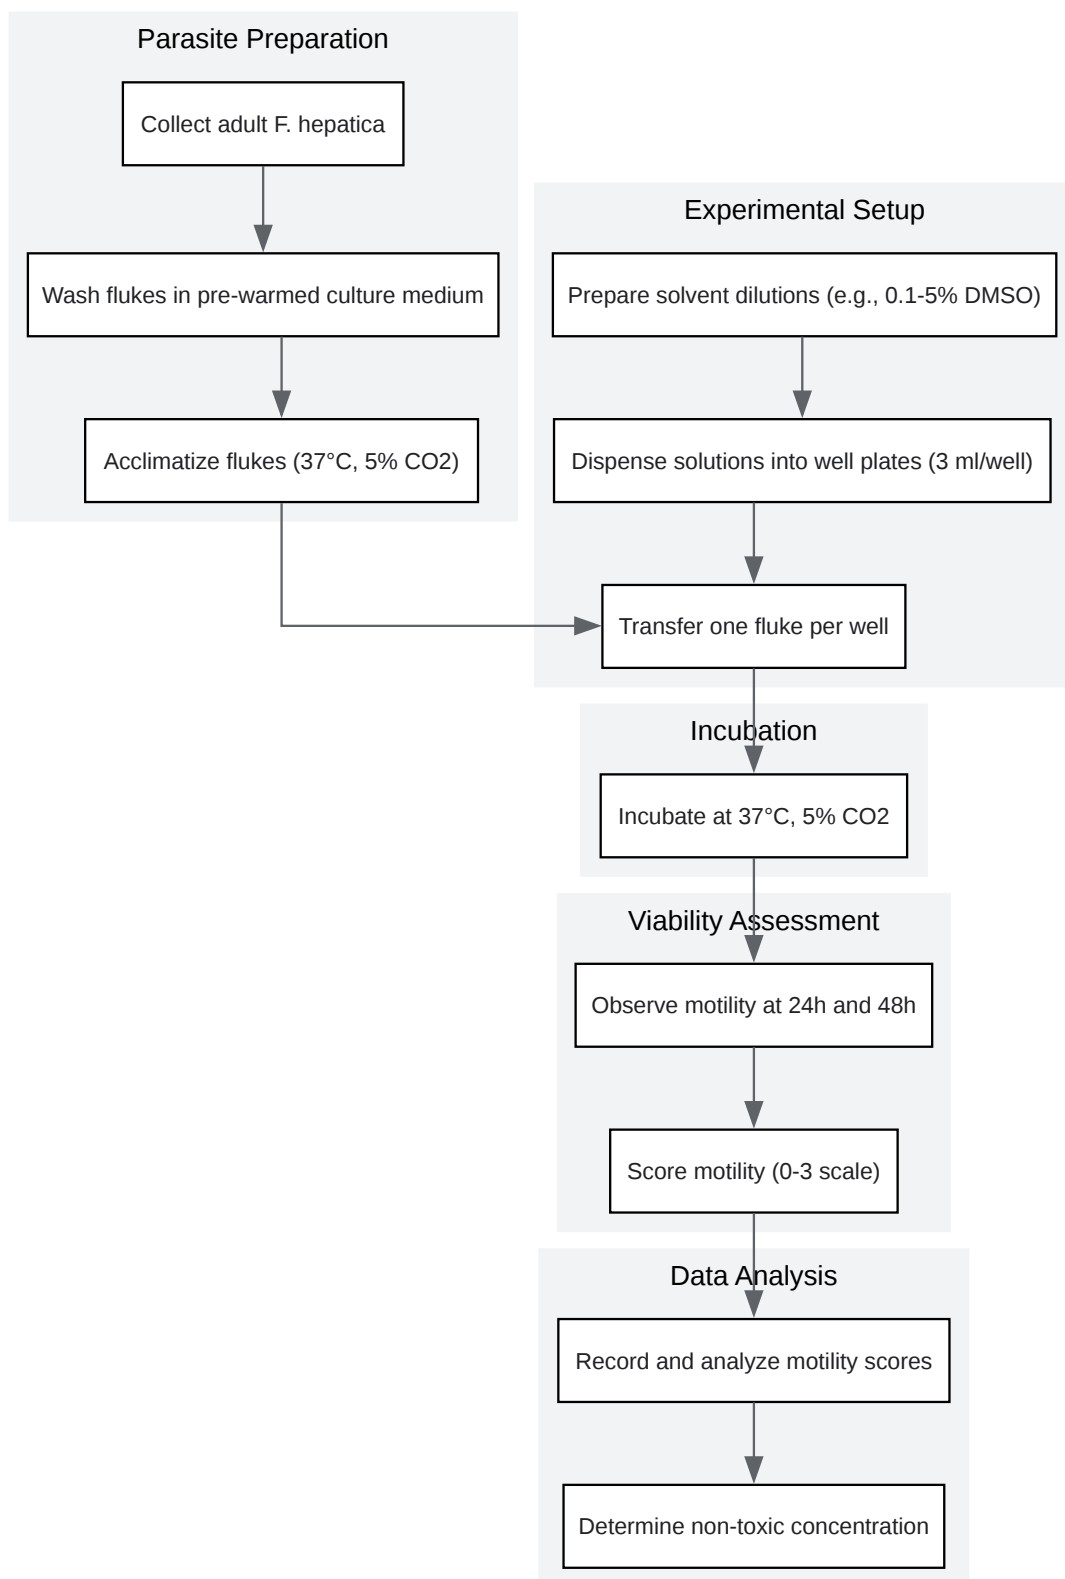 Parasite Preparation
Collect adult F. hepatica
Wash flukes in pre-warmed culture medium
Acclimatize flukes (37°C, 5% CO2)
Experimental Setup
Prepare solvent dilutions (e.g., 0.1-5% DMSO)
Dispense solutions into well plates (3 ml/well)
Transfer one fluke per well
Incubation
Incubate at 37°C, 5% CO2
Viability Assessment
Observe motility at 24h and 48h
Score motility (0-3 scale)
Data Analysis
Record and analyze motility scores
Determine non-toxic concentration